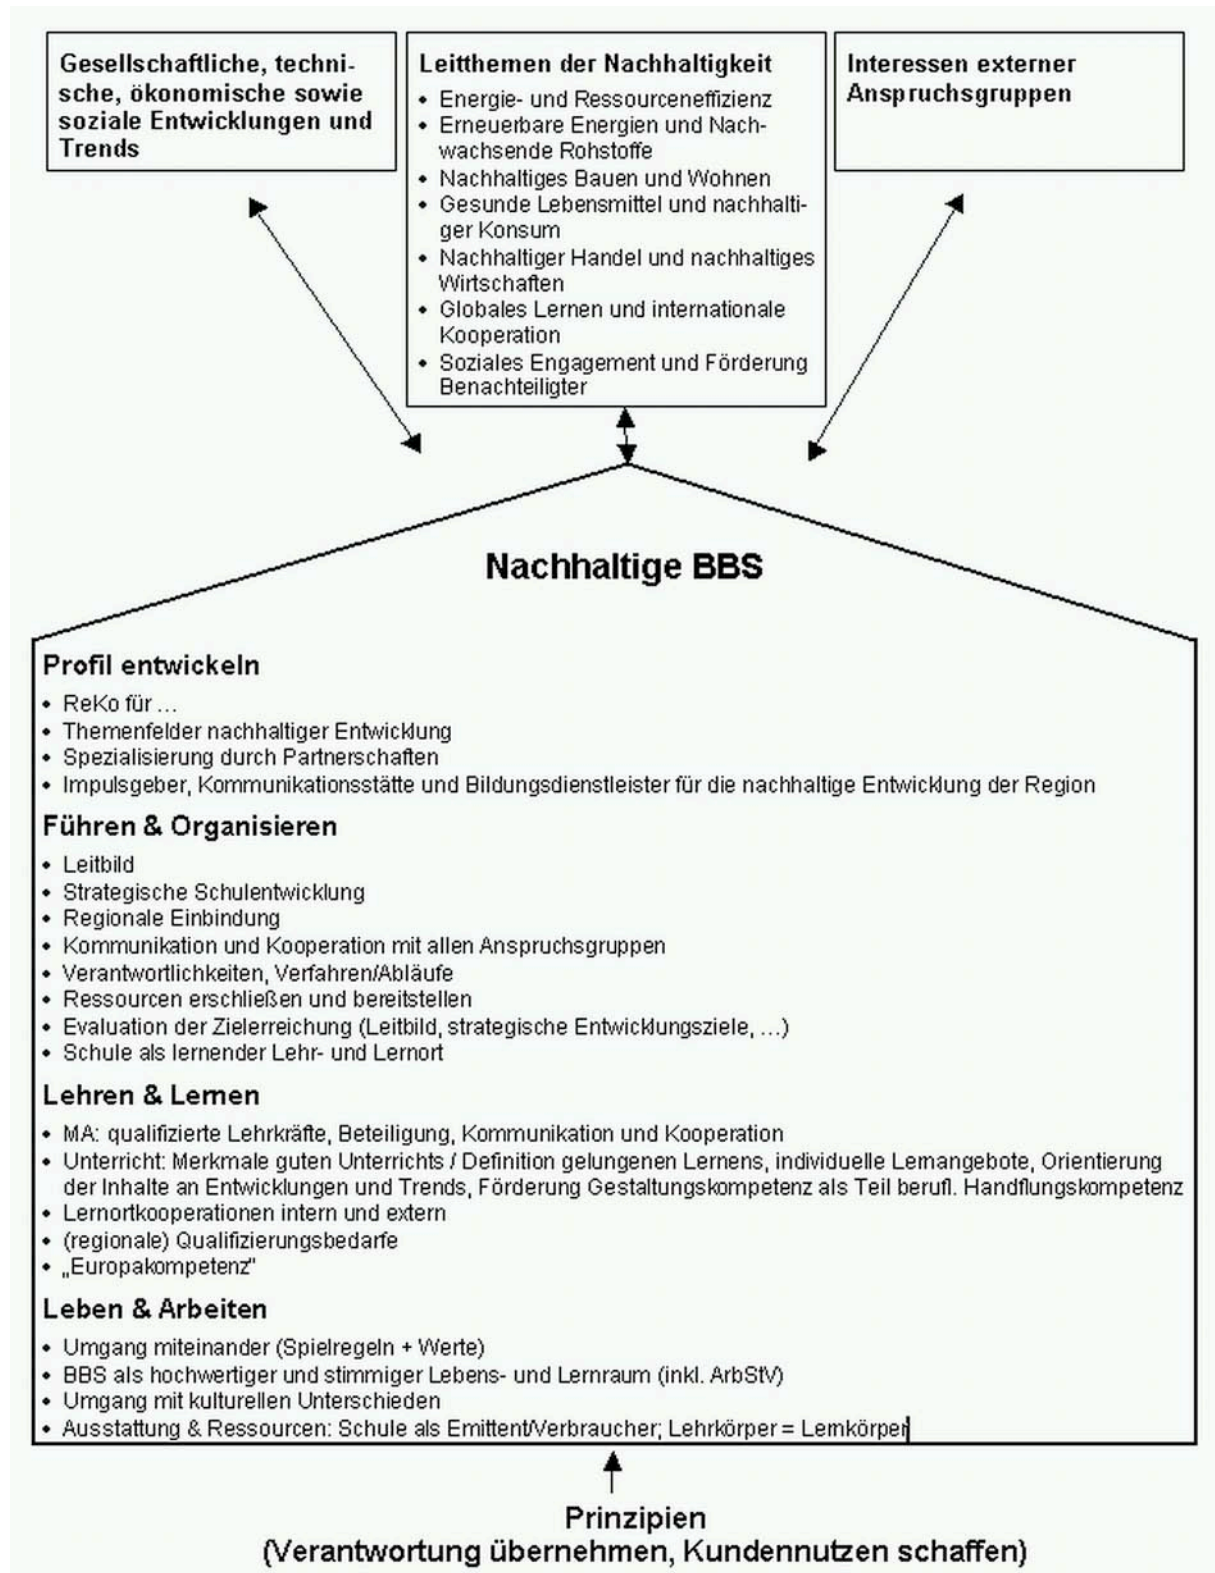 Gesellschaftliche, techni-
sche, ökonomische sowie
soziale Entwicklungen und
Trends
Leitthemen der Nachhaltigkeit
• Energie- und Ressourceneffizienz
• Erneuerbare Energien und Nach-
wachsende Rohstoffe
• Nachhaltiges Bauen und Wohnen
• Gesunde Lebensmittel und nachhalti-
ger Konsum
• Nachhaltiger Handel und nachhaltiges
Wirtschaften
• Globales Lernen und internationale
Kooperation
• Soziales Engagement und Förderung
Benachteiligter
Interessen externer
Anspruchsgruppen
Nachhaltige BBS
Profil entwickeln
• ReKo für ...
• Themenfelder nachhaltiger Entwicklung
• Spezialisierung durch Partnerschaften
• Impulsgeber, Kommunikationsstätte und Bildungsdienstleister für die nachhaltige Entwicklung der Region
Führen & Organisieren
• Leitbild
• Strategische Schulentwicklung
• Regionale Einbindung
• Kommunikation und Kooperation mit allen Anspruchsgruppen
• Verantwortlichkeiten, Verfahren/Abläufe
• Ressourcen erschließen und bereitstellen
• Evaluation der Zielerreichung (Leitbild, strategische Entwicklungsziele, ...)
• Schule als lernender Lehr- und Lernort
Lehren & Lernen
• MA: qualifizierte Lehrkräfte, Beteiligung, Kommunikation und Kooperation
• Unterricht: Merkmale guten Unterrichts / Definition gelungenen Lernens, individuelle Lernangebote, Orientierung
der Inhalte an Entwicklungen und Trends, Förderung Gestaltungskompetenz als Teil berufl. Handflungskompetenz
• Lernortkooperationen intern und extern
• (regionale) Qualifizierungsbedarfe
• „Europakompetenz"
Leben & Arbeiten
• Umgang miteinander (Spielregeln + Werte)
• BBS als hochwertiger und stimmiger Lebens- und Lernraum (inkl. ArbStV)
• Umgang mit kulturellen Unterschieden
• Ausstattung & Ressourcen: Schule als Emittent/Verbraucher; Lehrkörper = Lernkörper
Prinzipien
(Verantwortung übernehmen, Kundennutzen schaffen)